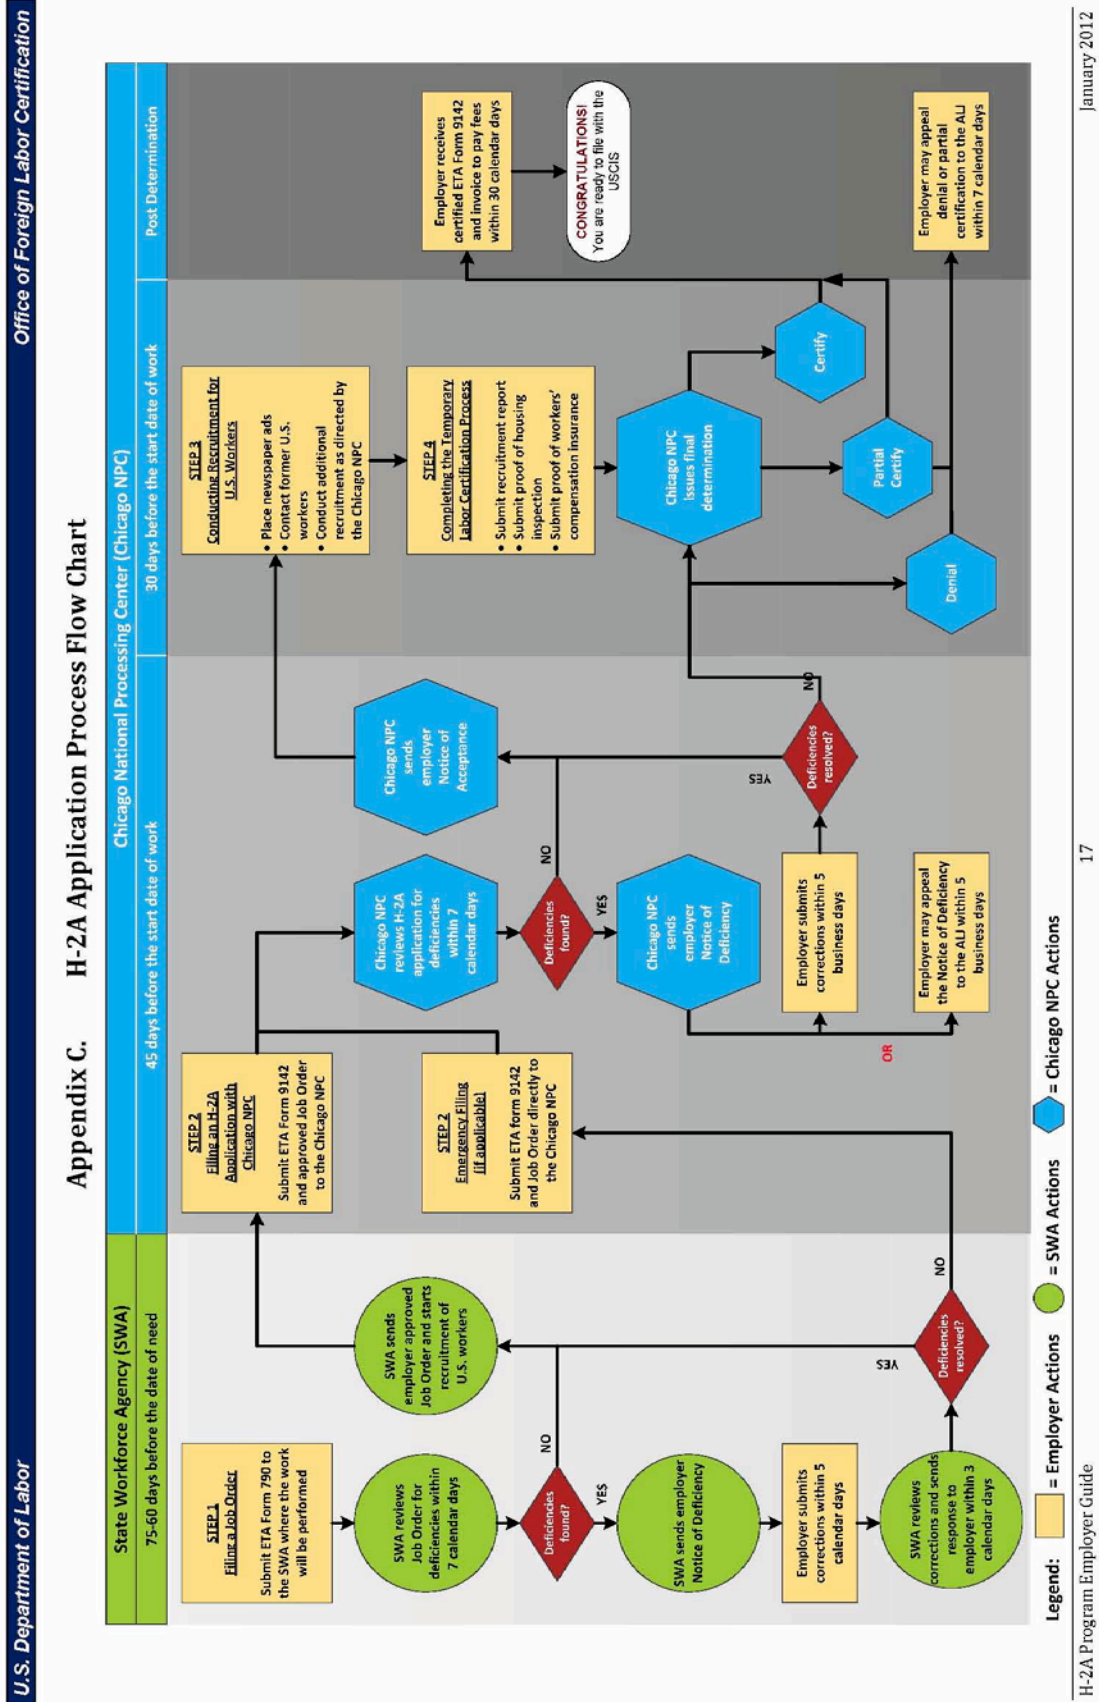 U.S. Department of Labor
Office of Foreign Labor Certification
Appendix C. H-2A Application Process Flow Chart
State Workforce Agency (SWA)
Chicago National Processing Center (Chicago NPC)
75-60 days before the date of need
45 days before the start date of work
30 days before the start date of work
Post Determination
STEP 1
Filing a Job Order
Submit ETA Form 790 to
the SWA where the work
will be performed
SWA reviews
Job Order for
deficiencies within
7 calendar days
Deficiencies
found?
NO
YES
SWA sends employer
Notice of Deficiency
Employer submits
corrections within 5
calendar days
SWA reviews
corrections and sends
response to
employer within 3
calendar days
Deficiencies
resolved?
YES
NO
SWA sends
employer approved
Job Order and starts
recruitment of
U.S. workers
STEP 2
Filing an H-2A
Application with
Chicago NPC
Submit ETA Form 9142
and approved Job Order
to the Chicago NPC
STEP 2
Emergency Filing
(if applicable)
Submit ETA form 9142
and Job Order directly to
the Chicago NPC
Chicago NPC
reviews H-2A
application for
deficiencies
within 7
calendar days
Deficiencies
found?
NO
YES
Chicago NPC
sends
employer
Notice of
Deficiency
OR
Employer submits
corrections within 5
business days
Employer may appeal
the Notice of Deficiency
to the ALJ within 5
business days
Deficiencies
resolved?
YES
NO
Chicago NPC
sends
employer
Notice of
Acceptance
STEP 3
Conducting Recruitment for
U.S. Workers
• Place newspaper ads
• Contact former U.S.
workers
• Conduct additional
recruitment as directed by
the Chicago NPC
STEP 4
Completing the Temporary
Labor Certification Process
• Submit recruitment report
• Submit proof of housing
inspection
• Submit proof of workers'
compensation insurance
Chicago NPC
issues final
determination
Certify
Partial
Certify
Denial
Employer receives
certified ETA Form 9142
and invoice to pay fees
within 30 calendar days
CONGRATULATIONS!
You are ready to file with the
USCIS
Employer may appeal
denial or partial
certification to the ALJ
within 7 calendar days
Legend:
= Employer Actions
= SWA Actions
= Chicago NPC Actions
H-2A Program Employer Guide
17
January 2012